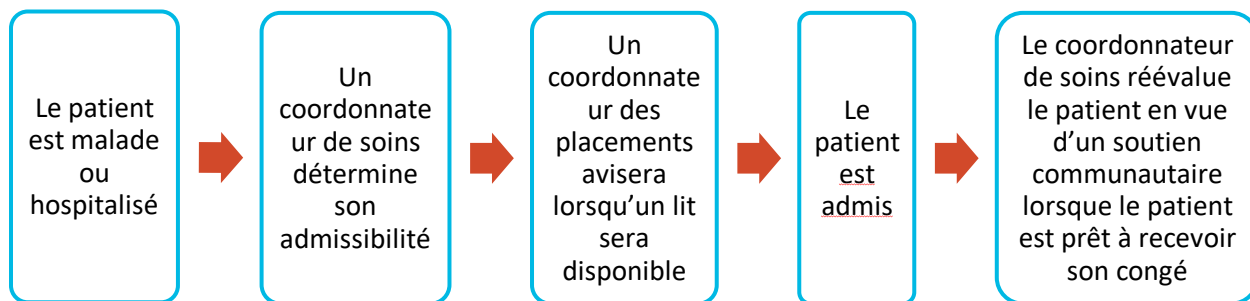 Le patient
est malade
ou
hospitalisé
Un
coordonnate
ur de soins
détermine
son
admissibilité
Un
coordonnate
ur des
placements
avisera
lorsqu’un lit
sera
disponible
Le
patient
est
admis
Le coordonnateur
de soins réévalue
le patient en vue
d’un soutien
communautaire
lorsque le patient
est prêt à recevoir
son congé